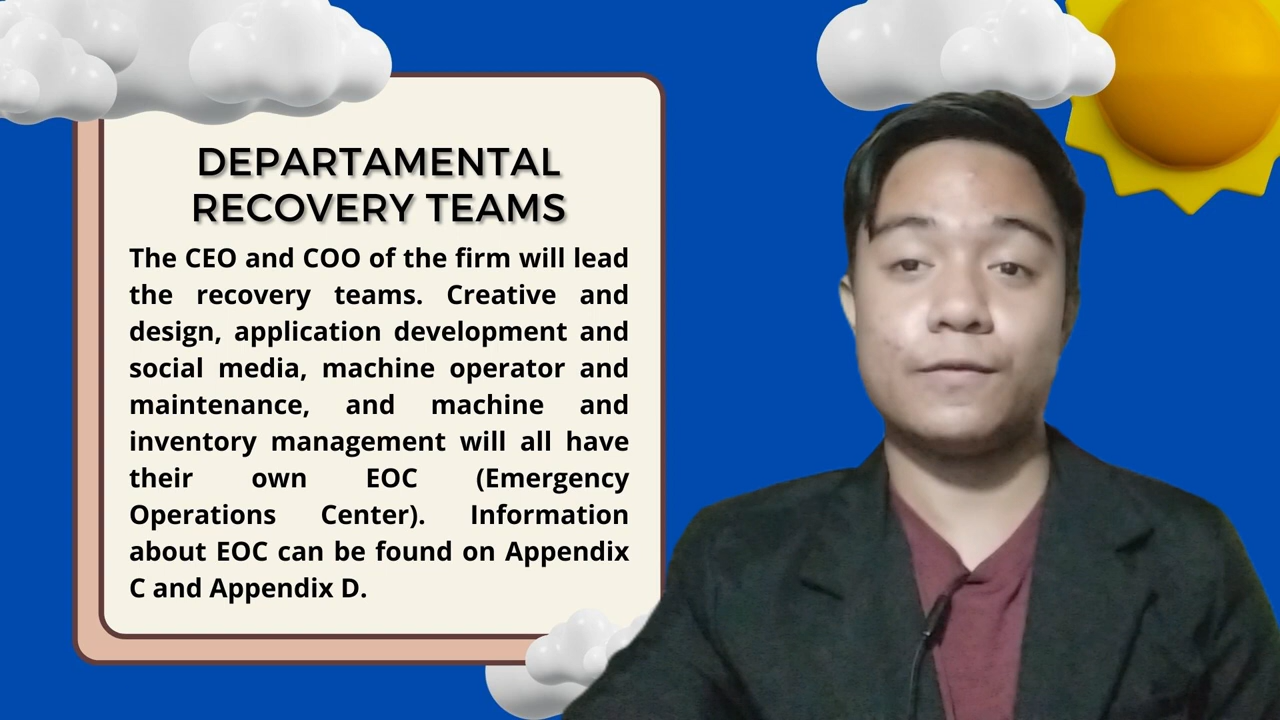 DEPARTAMENTAL
RECOVERY TEAMS
The CEO and COO of the firm will lead
the recovery teams. Creative and
design, application development and
social media, machine operator and
maintenance, and machine and
inventory management will all have
their own EOC (Emergency
Operations Center). Information
about EOC can be found on Appendix
C and Appendix D.